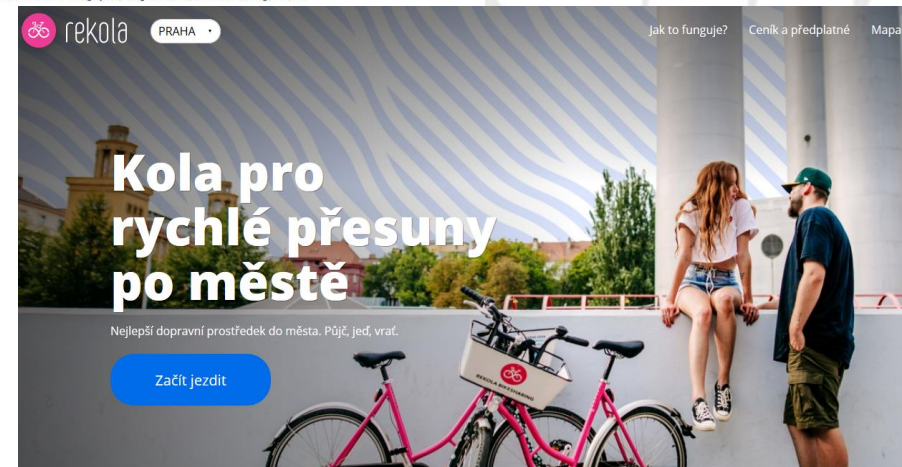 rekola
PRAHA
Jak to funguje?
Ceník a předplatné
Mapa
Kola pro
rychlé přesuny
po městě
Nejlepší dopravní prostředek do města. Půjč, jeď, vrať.
Začít jezdit
REKOLA BIKESHARING